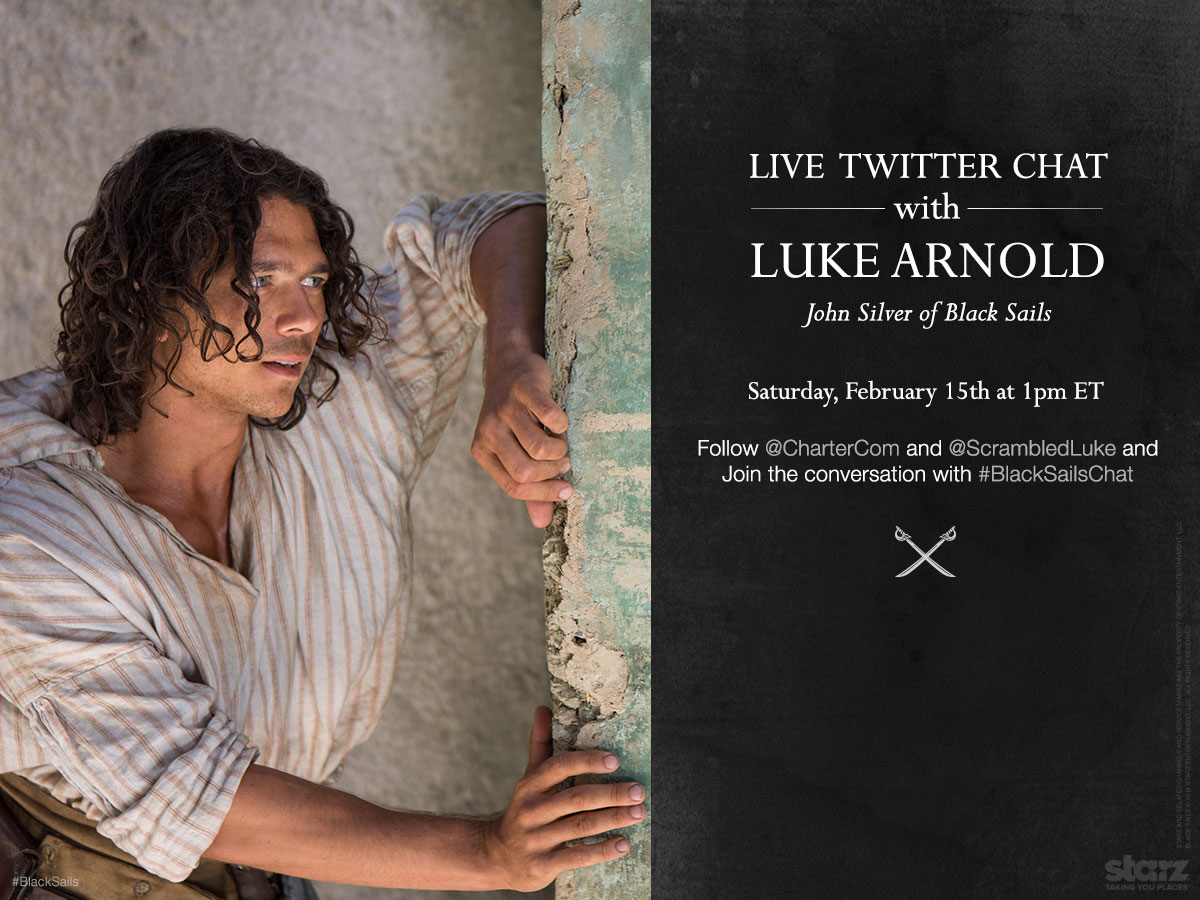 LIVE TWITTER CHAT
with
LUKE ARNOLD
John Silver of Black Sails
Saturday, February 15th at 1pm ET
Follow @CharterCom and @ScrambledLuke and
Join the conversation with #BlackSailsChat
#BlackSails
starz
TAKING YOU PLACES